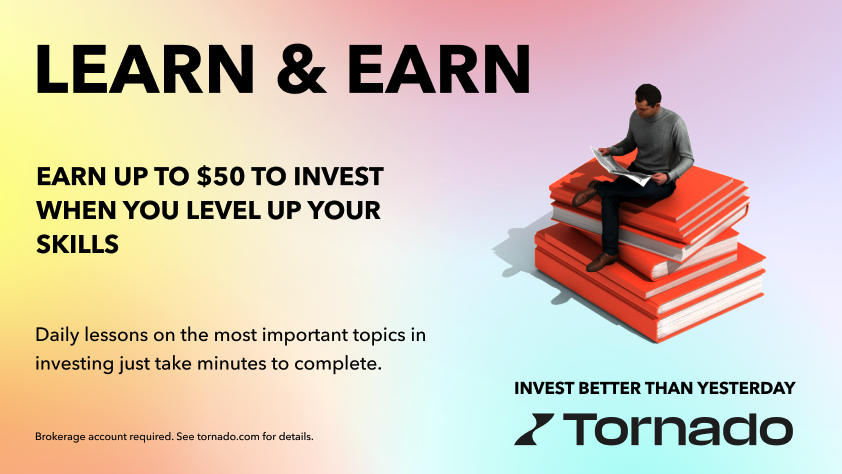 LEARN & EARN
EARN UP TO $50 TO INVEST
WHEN YOU LEVEL UP YOUR
SKILLS
Daily lessons on the most important topics in
investing just take minutes to complete.
INVEST BETTER THAN YESTERDAY
Tornado
Brokerage account required. See tornado.com for details.